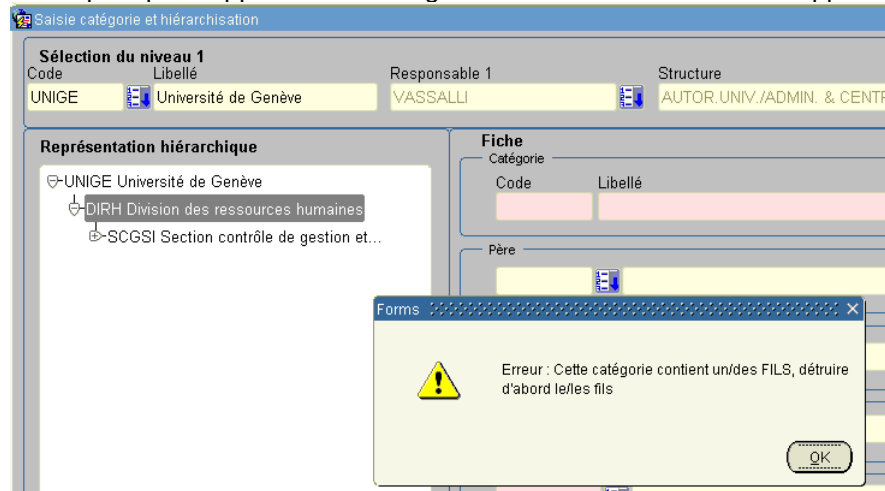 Saisie catégorie et hiérarchisation
Sélection du niveau 1
Code Libellé Responsable 1 Structure
UNIGE Université de Genève VASSALLI AUTOR.UNIV./ADMIN. & CENTR
Représentation hiérarchique
UNIGE Université de Genève
DIRH Division des ressources humaines
SCGSI Section contrôle de gestion et...
Fiche
Catégorie
Code Libellé
Père
Forms
Erreur : Cette catégorie contient un/des FILS, détruire
d'abord le/les fils
OK